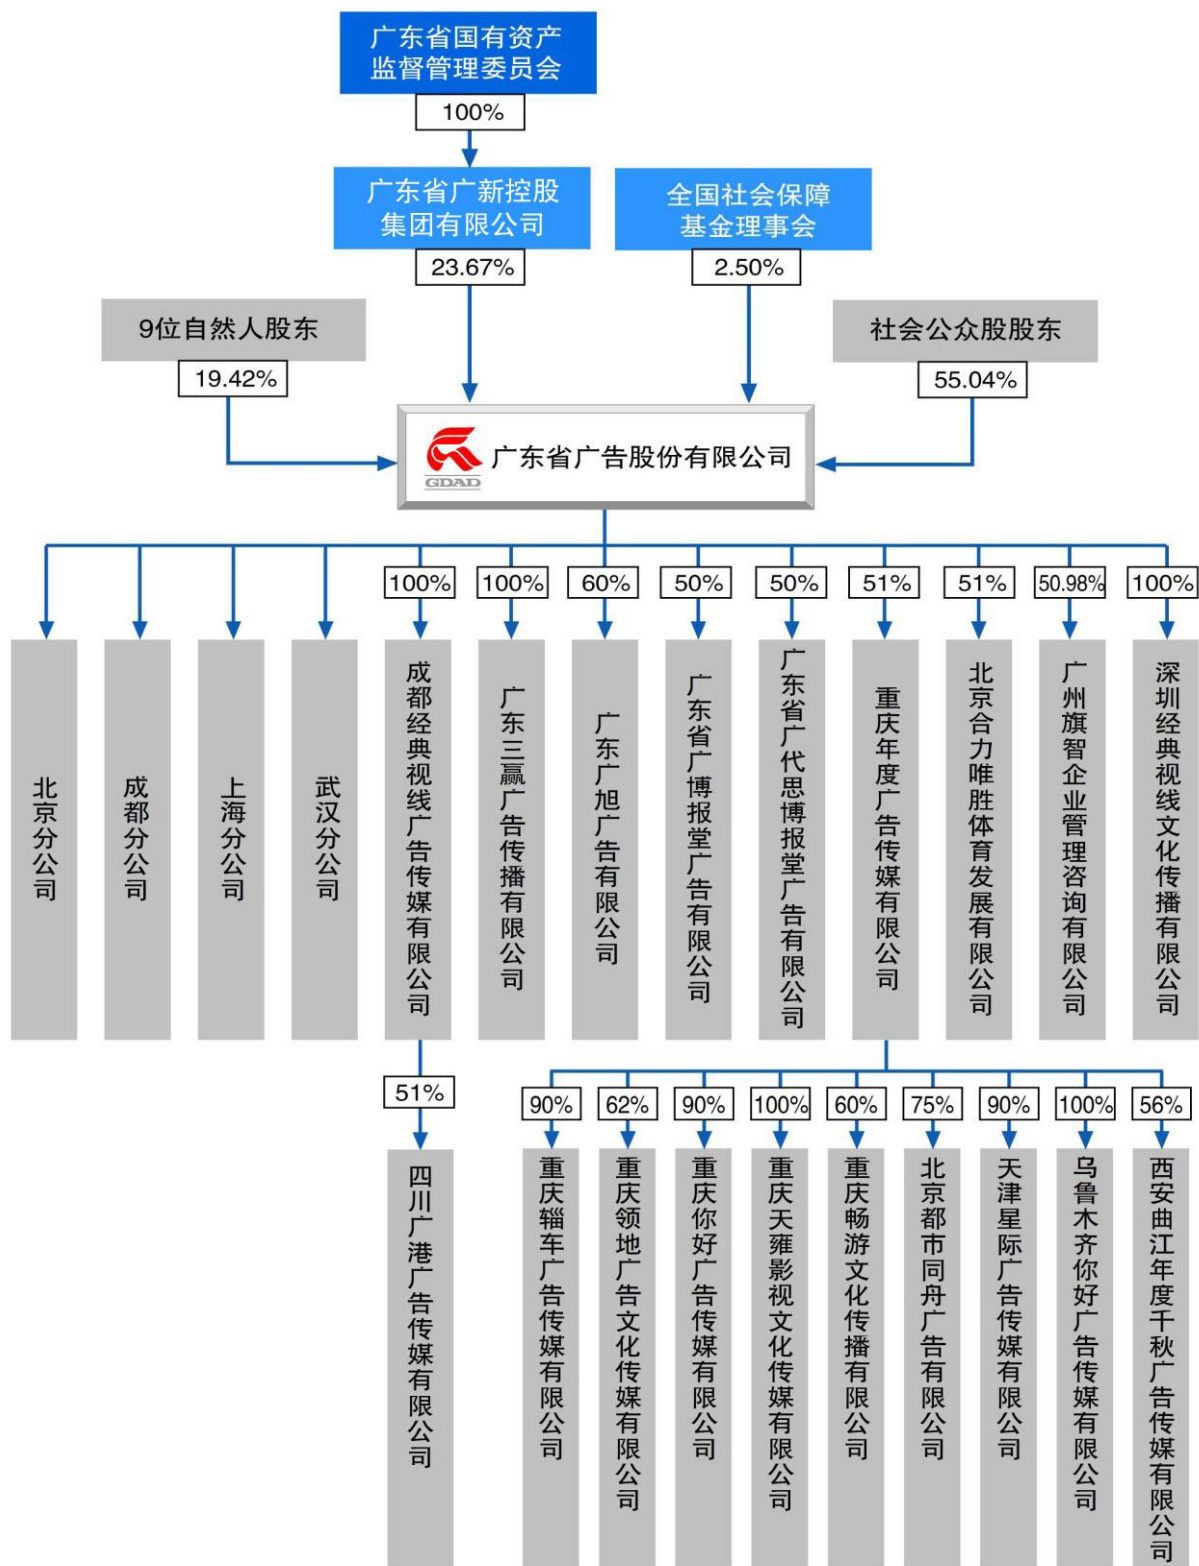 广东省国有资产
监督管理委员会
100%
广东省广新控股
集团有限公司
23.67%
全国社会保障
基金理事会
2.50%
9位自然人股东
19.42%
社会公众股股东
55.04%
GDAD
广东省广告股份有限公司
100%
100%
60%
50%
50%
51%
51%
50.98%
100%
北京分公司
成都分公司
上海分公司
武汉分公司
成都经典视线广告传媒有限公司
广东三赢广告传播有限公司
广东广旭广告有限公司
广东省广博报堂广告有限公司
广东省广代思博报堂广告有限公司
重庆年度广告传媒有限公司
北京合力唯胜体育发展有限公司
广州旗智企业管理咨询有限公司
深圳经典视线文化传播有限公司
51%
90%
62%
90%
100%
60%
75%
90%
100%
56%
四川广港广告传媒有限公司
重庆辎车广告传媒有限公司
重庆领地广告文化传媒有限公司
重庆你好广告传媒有限公司
重庆天雍影视文化传媒有限公司
重庆畅游文化传播有限公司
北京都市同舟广告有限公司
天津星际广告传媒有限公司
乌鲁木齐你好广告传媒有限公司
西安曲江年度千秋广告传媒有限公司